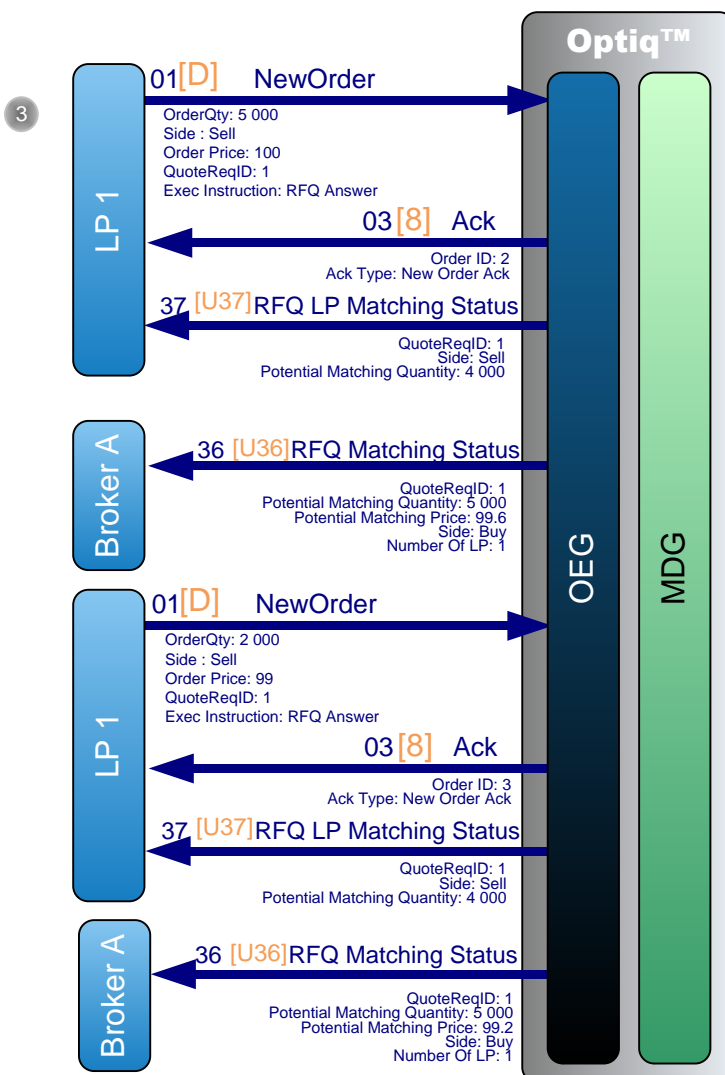 Optiq™
3
LP 1
01[D] NewOrder
OrderQty: 5 000
Side : Sell
Order Price: 100
QuoteReqID: 1
Exec Instruction: RFQ Answer
03[8] Ack
Order ID: 2
Ack Type: New Order Ack
37 [U37]RFQ LP Matching Status
QuoteReqID: 1
Side: Sell
Potential Matching Quantity: 4 000
Broker A
36 [U36]RFQ Matching Status
QuoteReqID: 1
Potential Matching Quantity: 5 000
Potential Matching Price: 99.6
Side: Buy
Number Of LP: 1
OEG
MDG
LP 1
01[D] NewOrder
OrderQty: 2 000
Side : Sell
Order Price: 99
QuoteReqID: 1
Exec Instruction: RFQ Answer
03[8] Ack
Order ID: 3
Ack Type: New Order Ack
37 [U37]RFQ LP Matching Status
QuoteReqID: 1
Side: Sell
Potential Matching Quantity: 4 000
Broker A
36 [U36]RFQ Matching Status
QuoteReqID: 1
Potential Matching Quantity: 5 000
Potential Matching Price: 99.2
Side: Buy
Number Of LP: 1